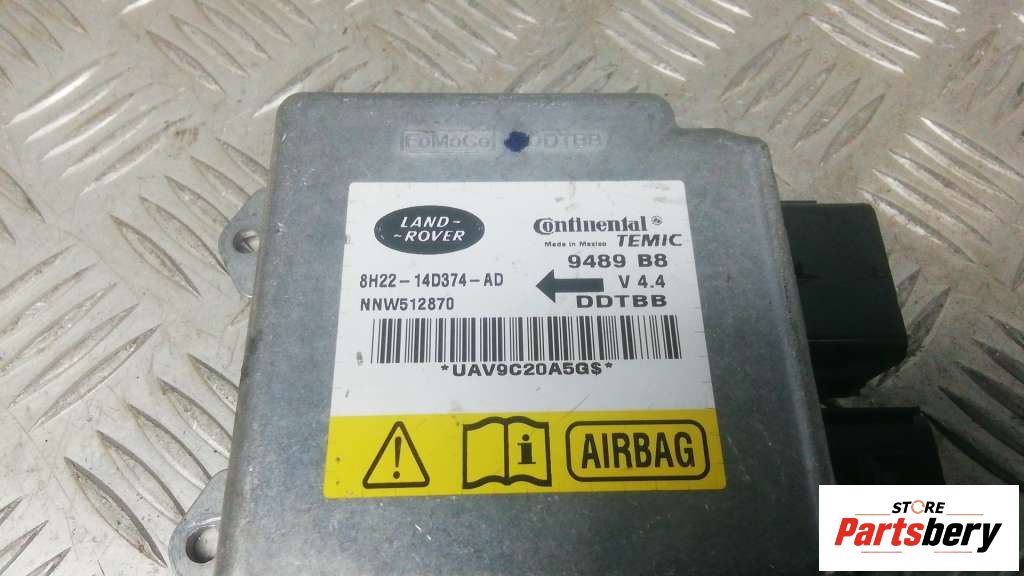 FoMoCo DDTBB
LAND-
-ROVER
Continental
Made in Mexico TEMIC
9489 B8
8H22-14D374-AD
V 4.4
NNW512870
DDTBB
*UAV9C20A5G$*
i
AIRBAG
STORE
Partsbery